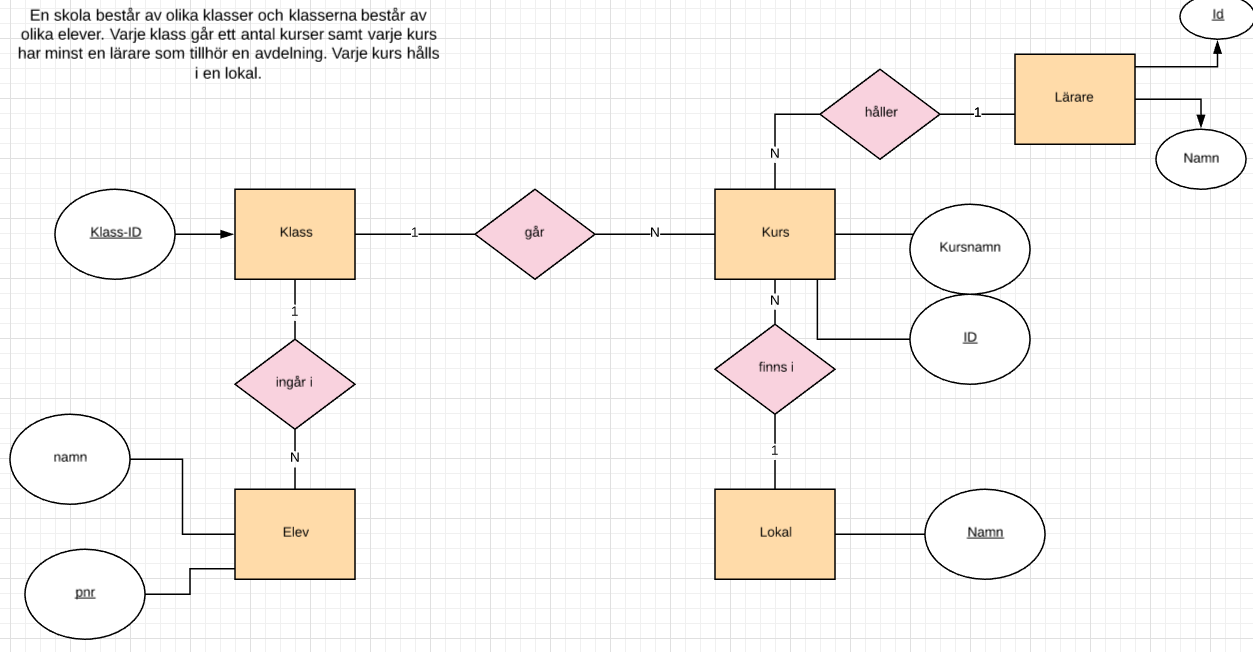 En skola består av olika klasser och klasserna består av
olika elever. Varje klass går ett antal kurser samt varje kurs
har minst en lärare som tillhör en avdelning. Varje kurs hålls
i en lokal.
Id
håller
1
Lärare
N
Namn
Klass-ID
Klass
1
går
N
Kurs
Kursnamn
1
N
ID
ingår i
finns i
namn
N
1
Elev
Lokal
Namn
pnr